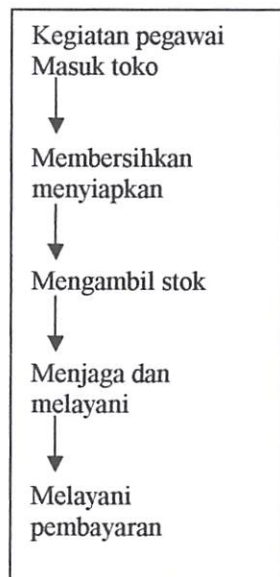 Kegiatan pegawai
Masuk toko
Membersihkan
menyiapkan
Mengambil stok
Menjaga dan
melayani
Melayani
pembayaran